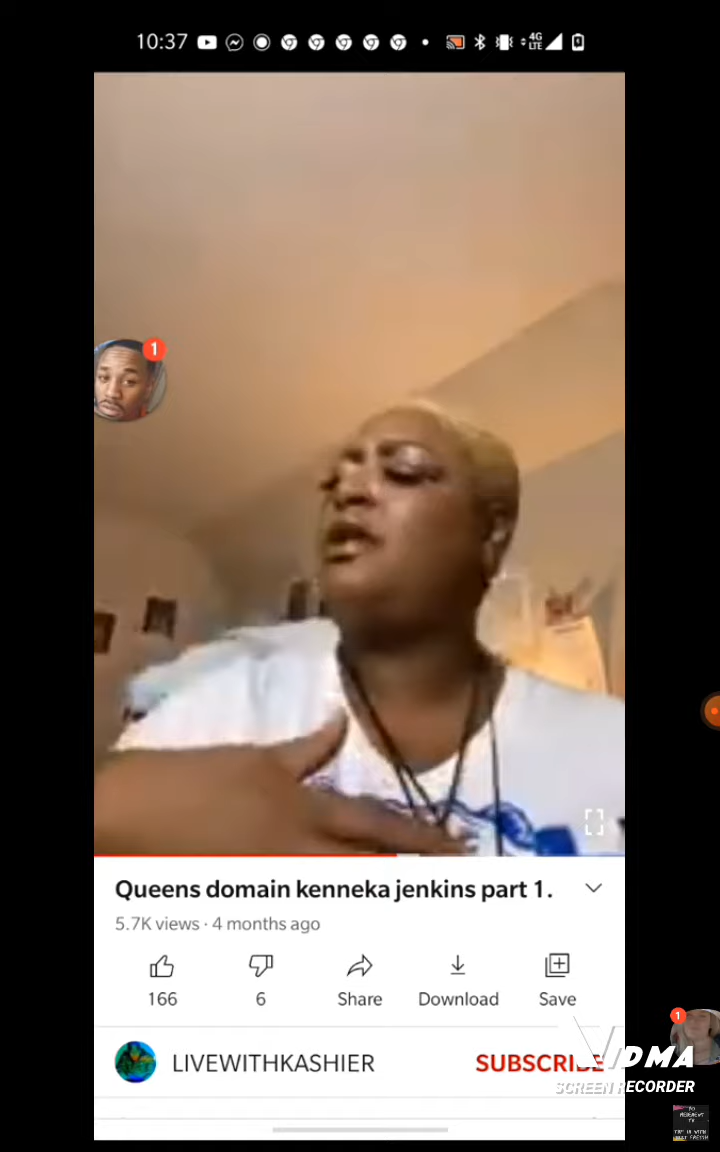 10:37
4G
LTE
1
Queens domain kenneka jenkins part 1.
5.7K views · 4 months ago
166
6
Share
Download
Save
LIVEWITHKASHIER
SUBSCRIBE
1
VIDMA
SCREEN RECORDER